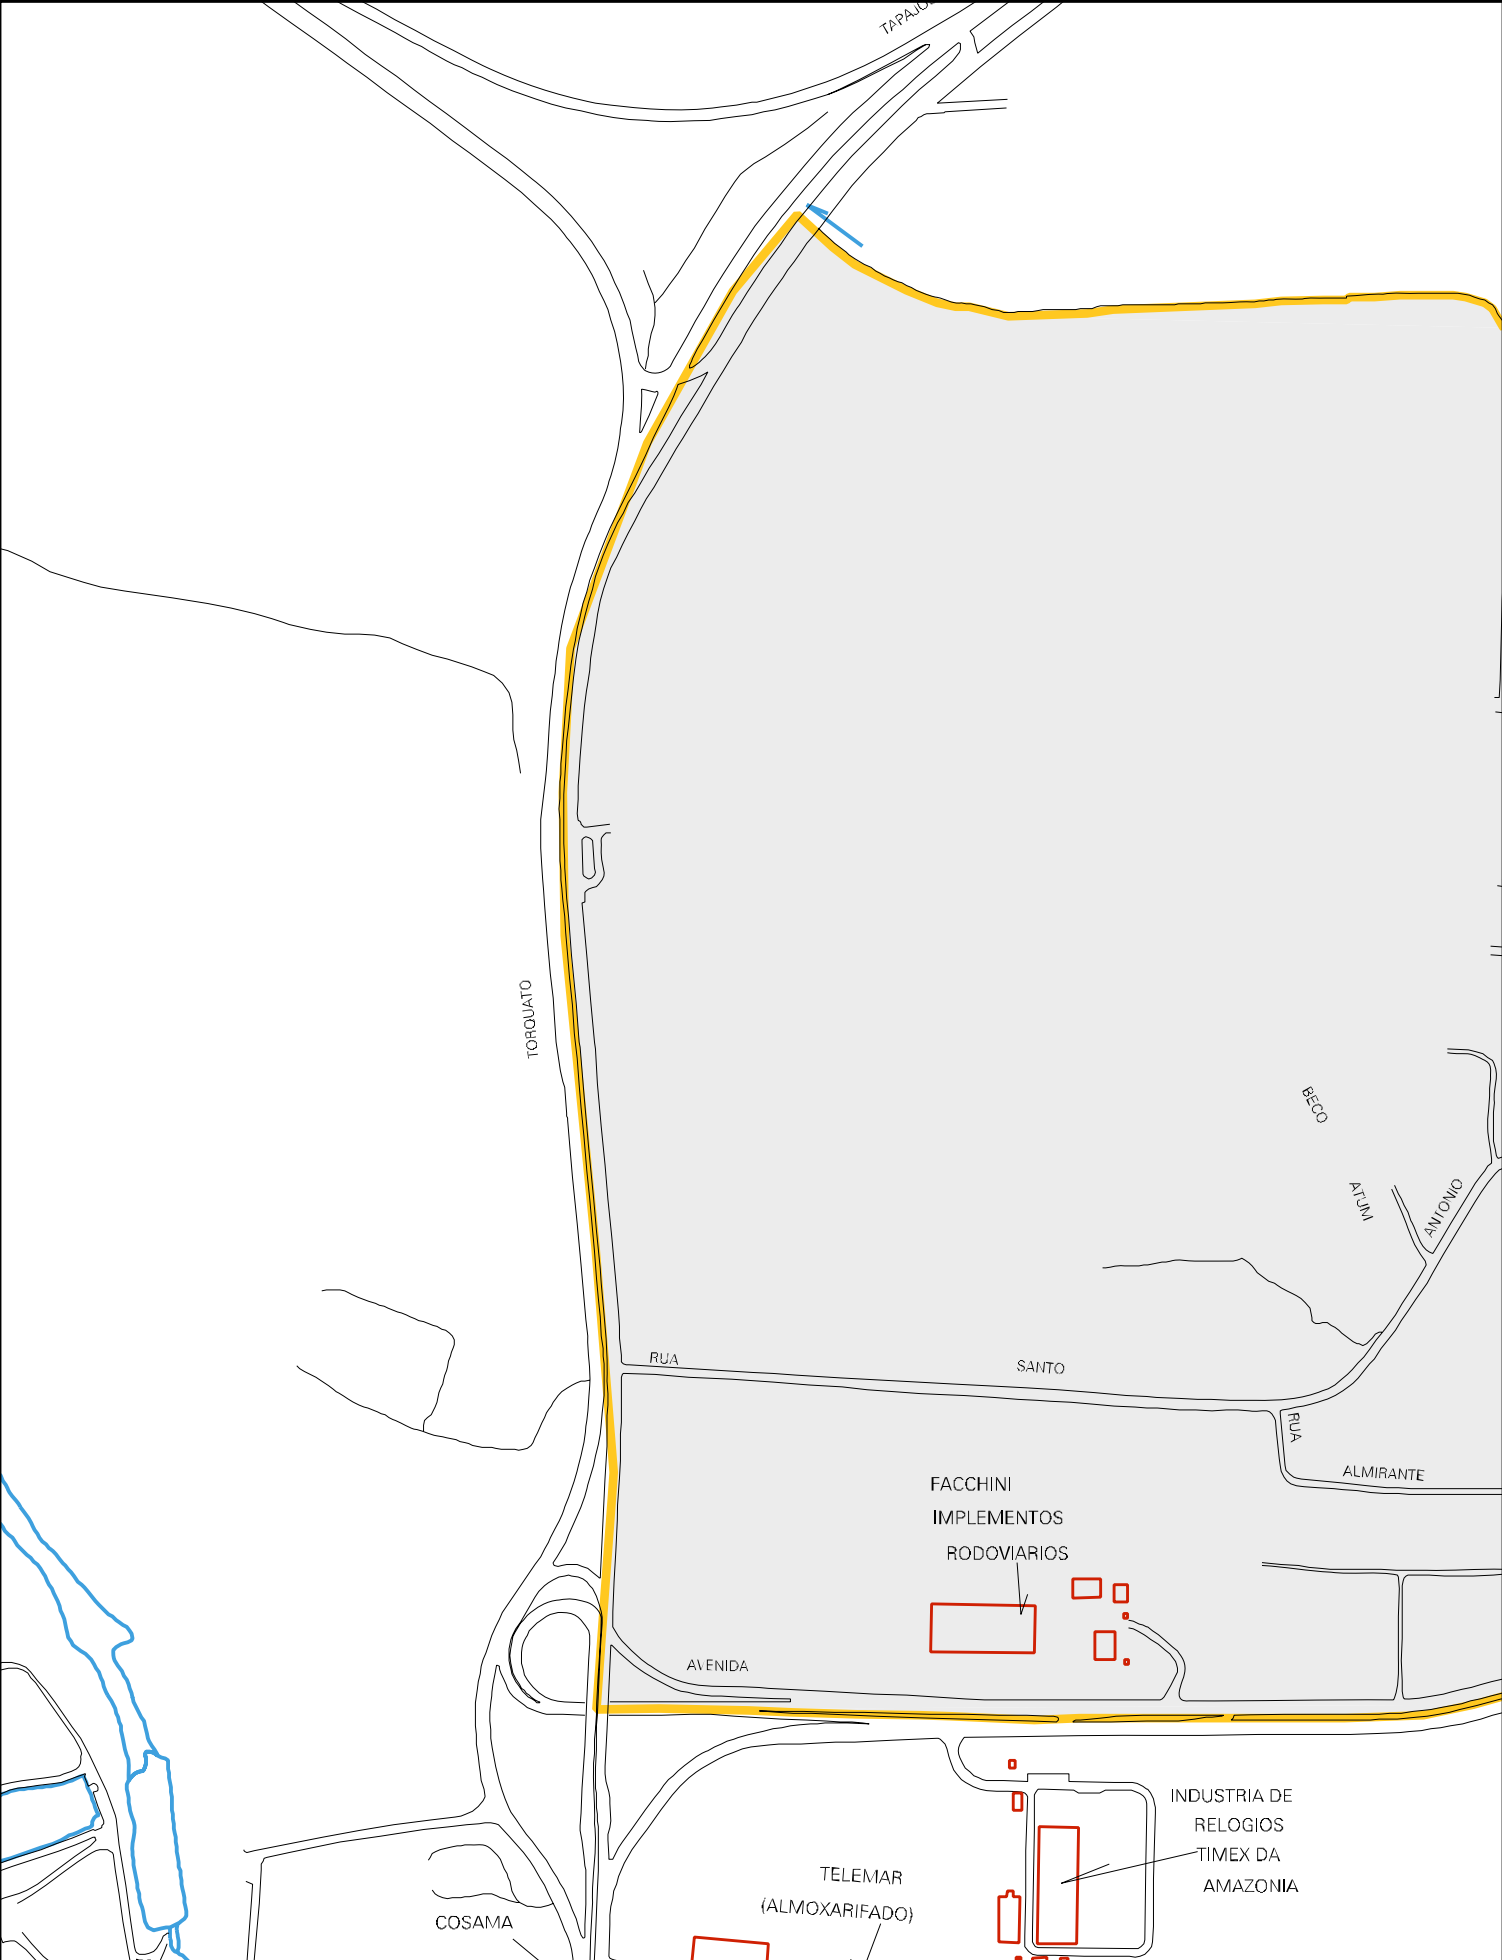 TORQUATO
BECO
ATUM
ANTONIO
RUA
SANTO
RUA
ALMIRANTE
FACCHINI
IMPLEMENTOS
RODOVIARIOS
AVENIDA
INDUSTRIA DE
RELOGIOS
TIMEX DA
AMAZONIA
TELEMAR
(ALMOXARIFADO)
COSAMA